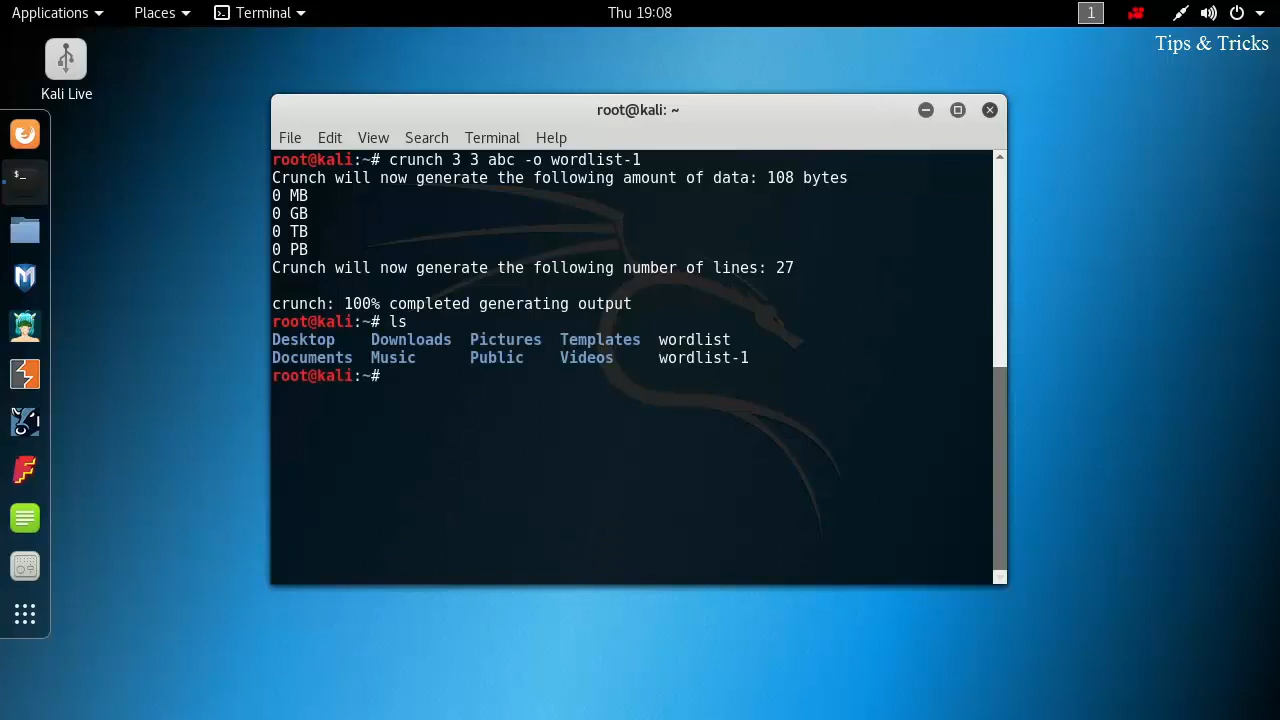 Applications Places Terminal Thu 19:08 1
Tips & Tricks
Kali Live
root@kali: ~
File Edit View Search Terminal Help
root@kali:~# crunch 3 3 abc -o wordlist-1
Crunch will now generate the following amount of data: 108 bytes
0 MB
0 GB
0 TB
0 PB
Crunch will now generate the following number of lines: 27
crunch: 100% completed generating output
root@kali:~# ls
Desktop Downloads Pictures Templates wordlist
Documents Music Public Videos wordlist-1
root@kali:~#